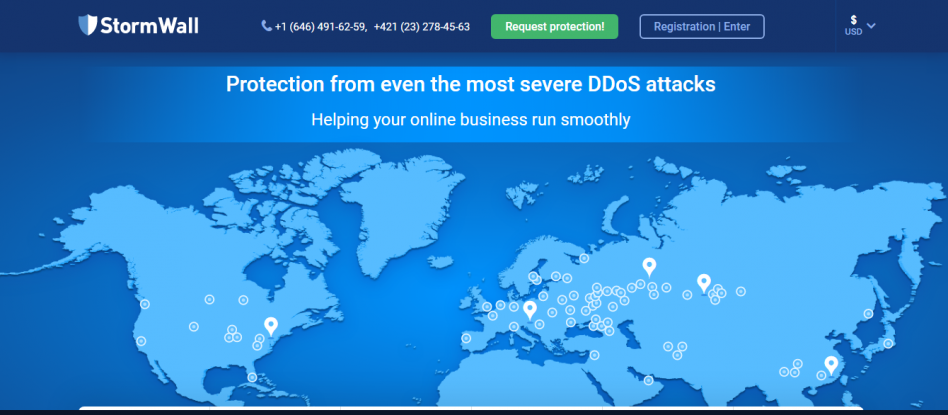 StormWall
+1 (646) 491-62-59, +421 (23) 278-45-63
Request protection!
Registration | Enter
$
USD
Protection from even the most severe DDoS attacks
Helping your online business run smoothly